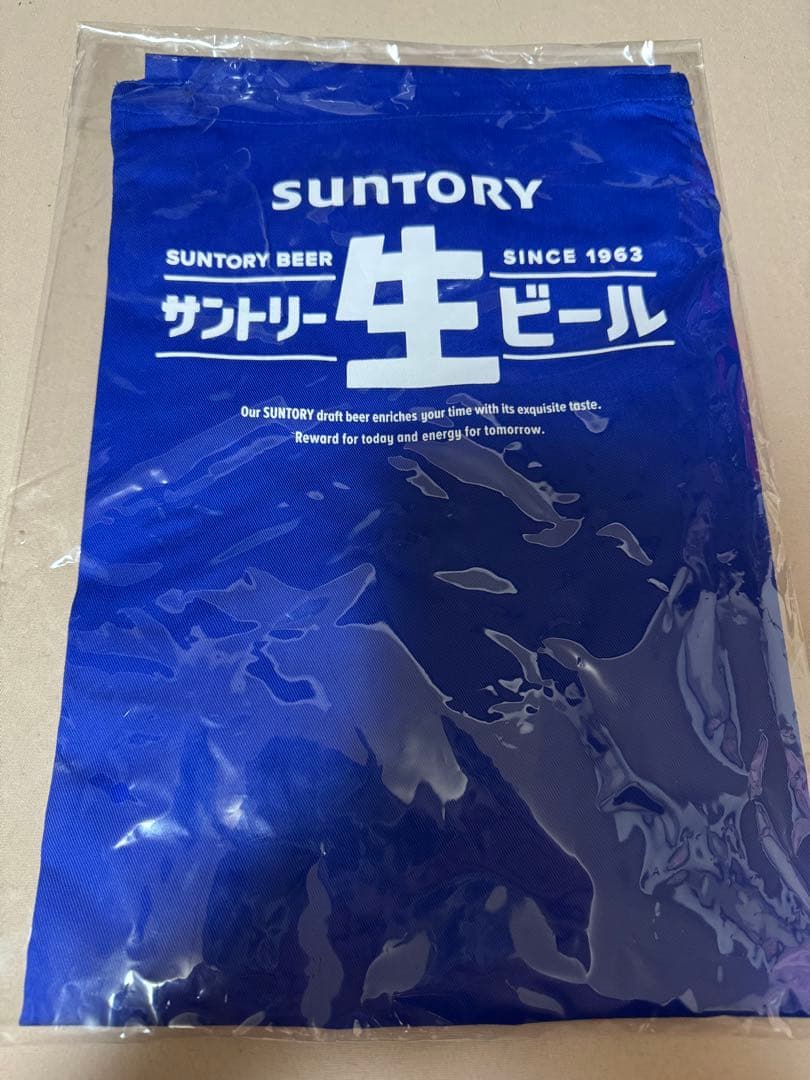 SUNTORY
SUNTORY BEER SINCE 1963
サントリー生ビール
Our SUNTORY draft beer enriches your time with its exquisite taste.
Reward for today and energy for tomorrow.